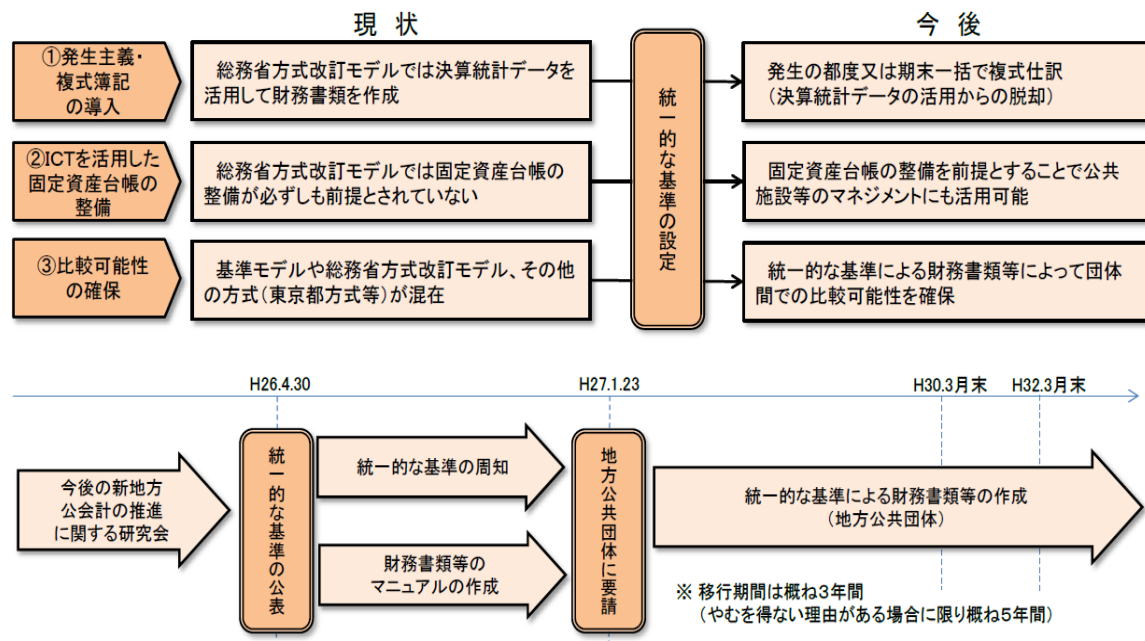 現 状
今 後
①発生主義・
複式簿記
の導入
総務省方式改訂モデルでは決算統計データを
活用して財務書類を作成
発生の都度又は期末一括で複式仕訳
(決算統計データの活用からの脱却)
②ICTを活用した
固定資産台帳の
整備
総務省方式改訂モデルでは固定資産台帳の
整備が必ずしも前提とされていない
統一的な基準の設定
固定資産台帳の整備を前提とすることで公共
施設等のマネジメントにも活用可能
③比較可能性
の確保
基準モデルや総務省方式改訂モデル、その他
の方式(東京都方式等)が混在
統一的な基準による財務書類等によって団体
間での比較可能性を確保
H26.4.30
H27.1.23
H30.3月末
H32.3月末
今後の新地方
公会計の推進
に関する研究会
統一的な基準の公表
統一的な基準の周知
財務書類等の
マニュアルの作成
地方公共団体に要請
統一的な基準による財務書類等の作成
(地方公共団体)
※ 移行期間は概ね3年間
(やむを得ない理由がある場合に限り概ね5年間)